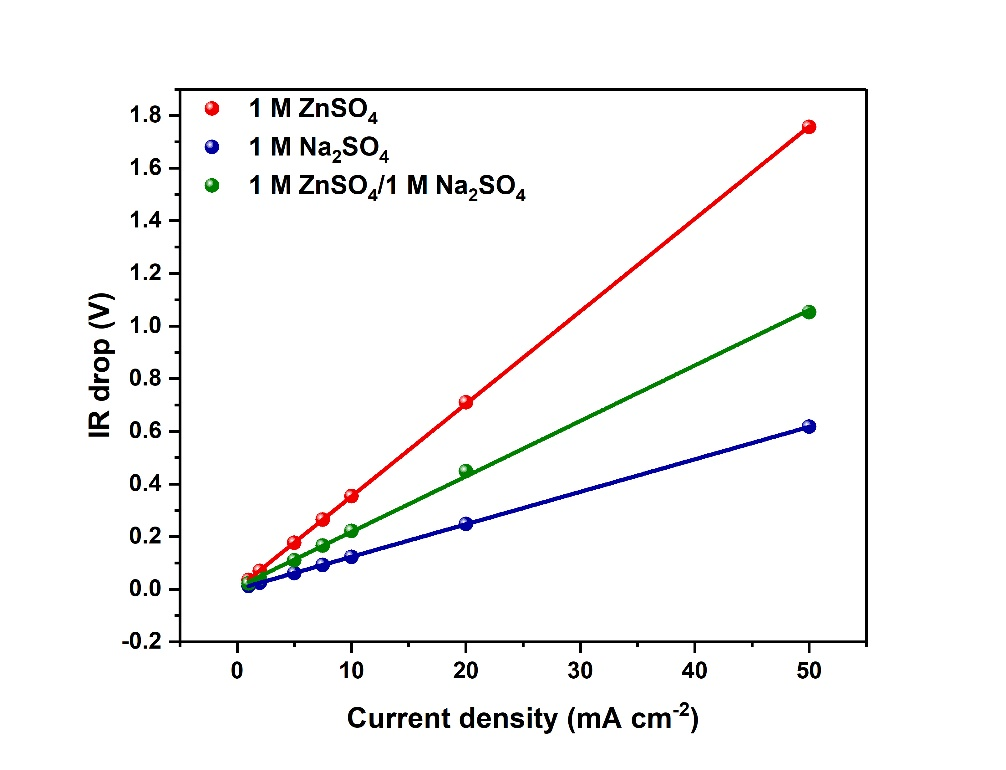 1 M ZnSO₄
1 M Na₂SO₄
1 M ZnSO₄/1 M Na₂SO₄
IR drop (V)
1.8
1.6
1.4
1.2
1.0
0.8
0.6
0.4
0.2
0.0
-0.2
0 10 20 30 40 50
Current density (mA cm⁻²)